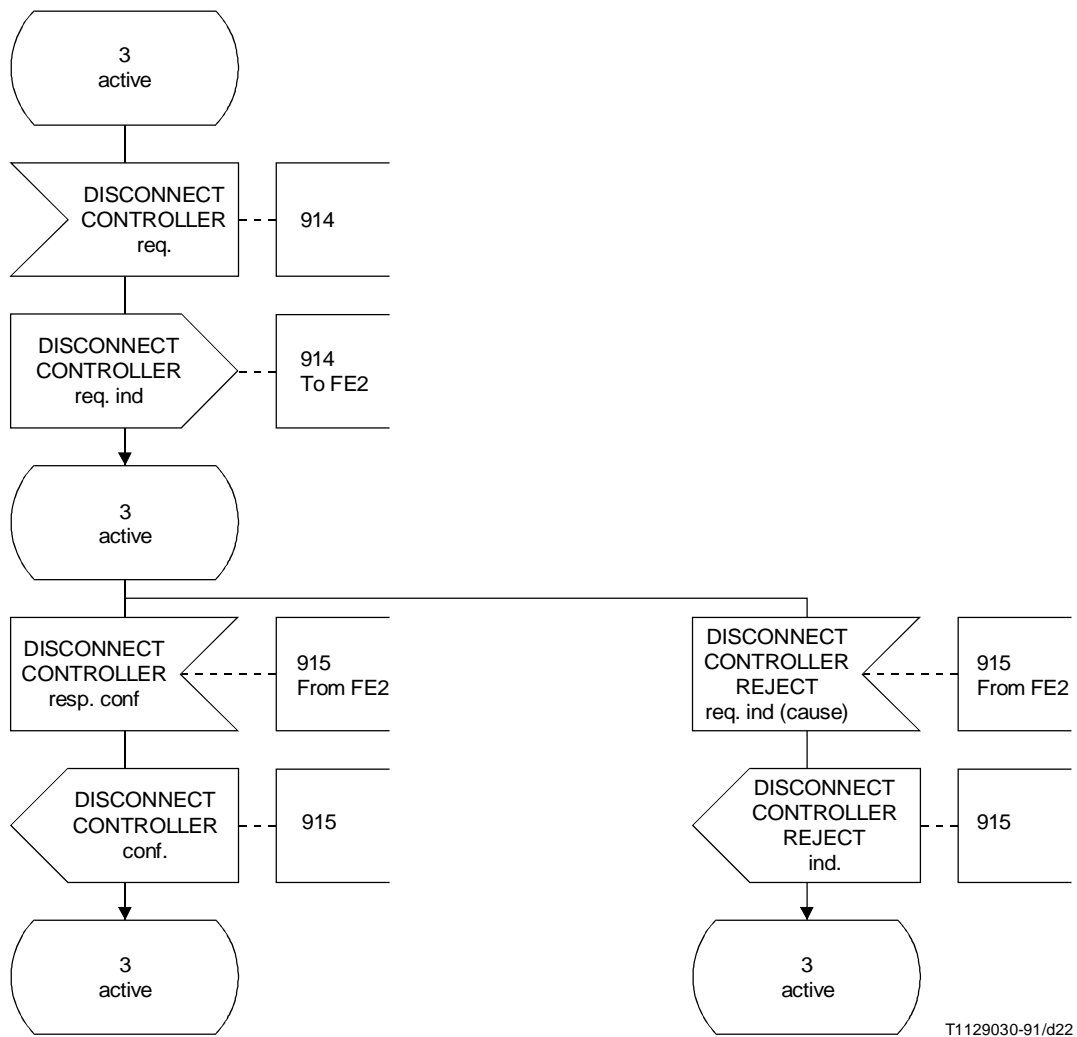 3
active
DISCONNECT
CONTROLLER
req.
914
DISCONNECT
CONTROLLER
req. ind
914
To FE2
3
active
DISCONNECT
CONTROLLER
resp. conf
915
From FE2
DISCONNECT
CONTROLLER
REJECT
req. ind (cause)
915
From FE2
DISCONNECT
CONTROLLER
conf.
915
DISCONNECT
CONTROLLER
REJECT
ind.
915
3
active
3
active
T1129030-91/d22